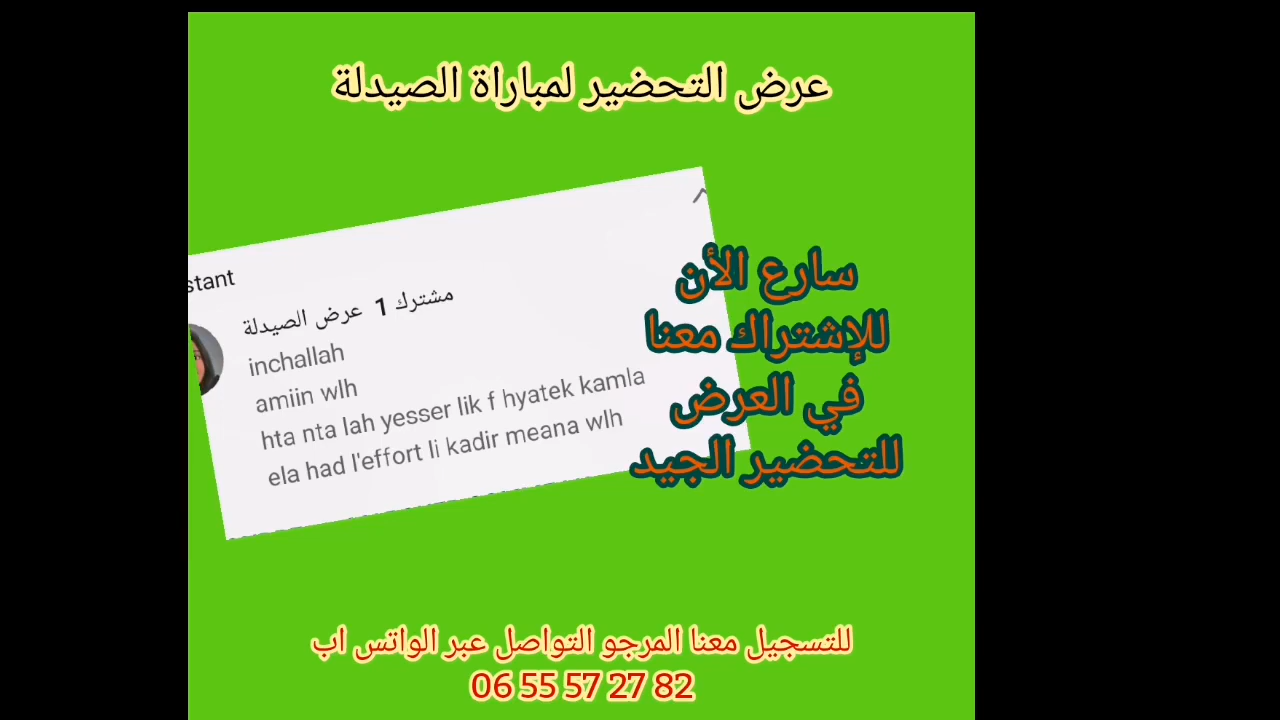 عرض التحضير لمباراة الصيدلة
stant
مشترك 1 عرض الصيدلة
inchallah
amiin wlh
hta nta lah yesser lik f hyatek kamla
ela had l'effort li kadir meana wlh
سارع الأن
للإشتراك معنا
في العرض
للتحضير الجيد
للتسجيل معنا المرجو التواصل عبر الواتس اب
06 55 57 27 82